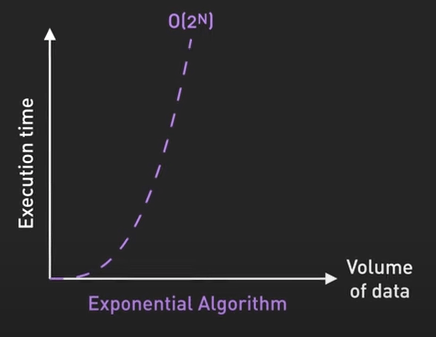 O(2ᴺ)
Execution time
Volume
of data
Exponential Algorithm